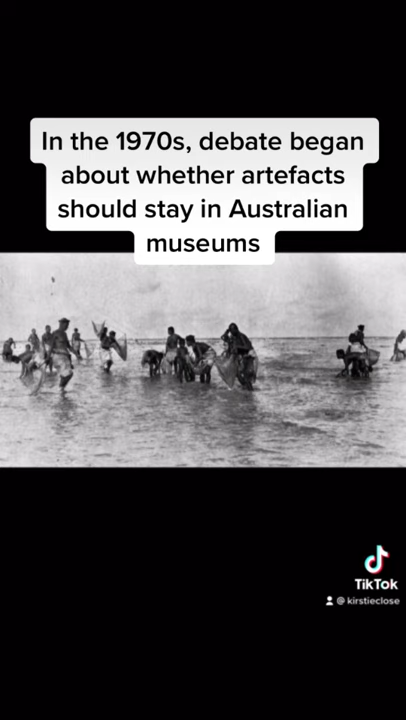 In the 1970s, debate began
about whether artefacts
should stay in Australian
museums
TikTok
@ kirstieclose